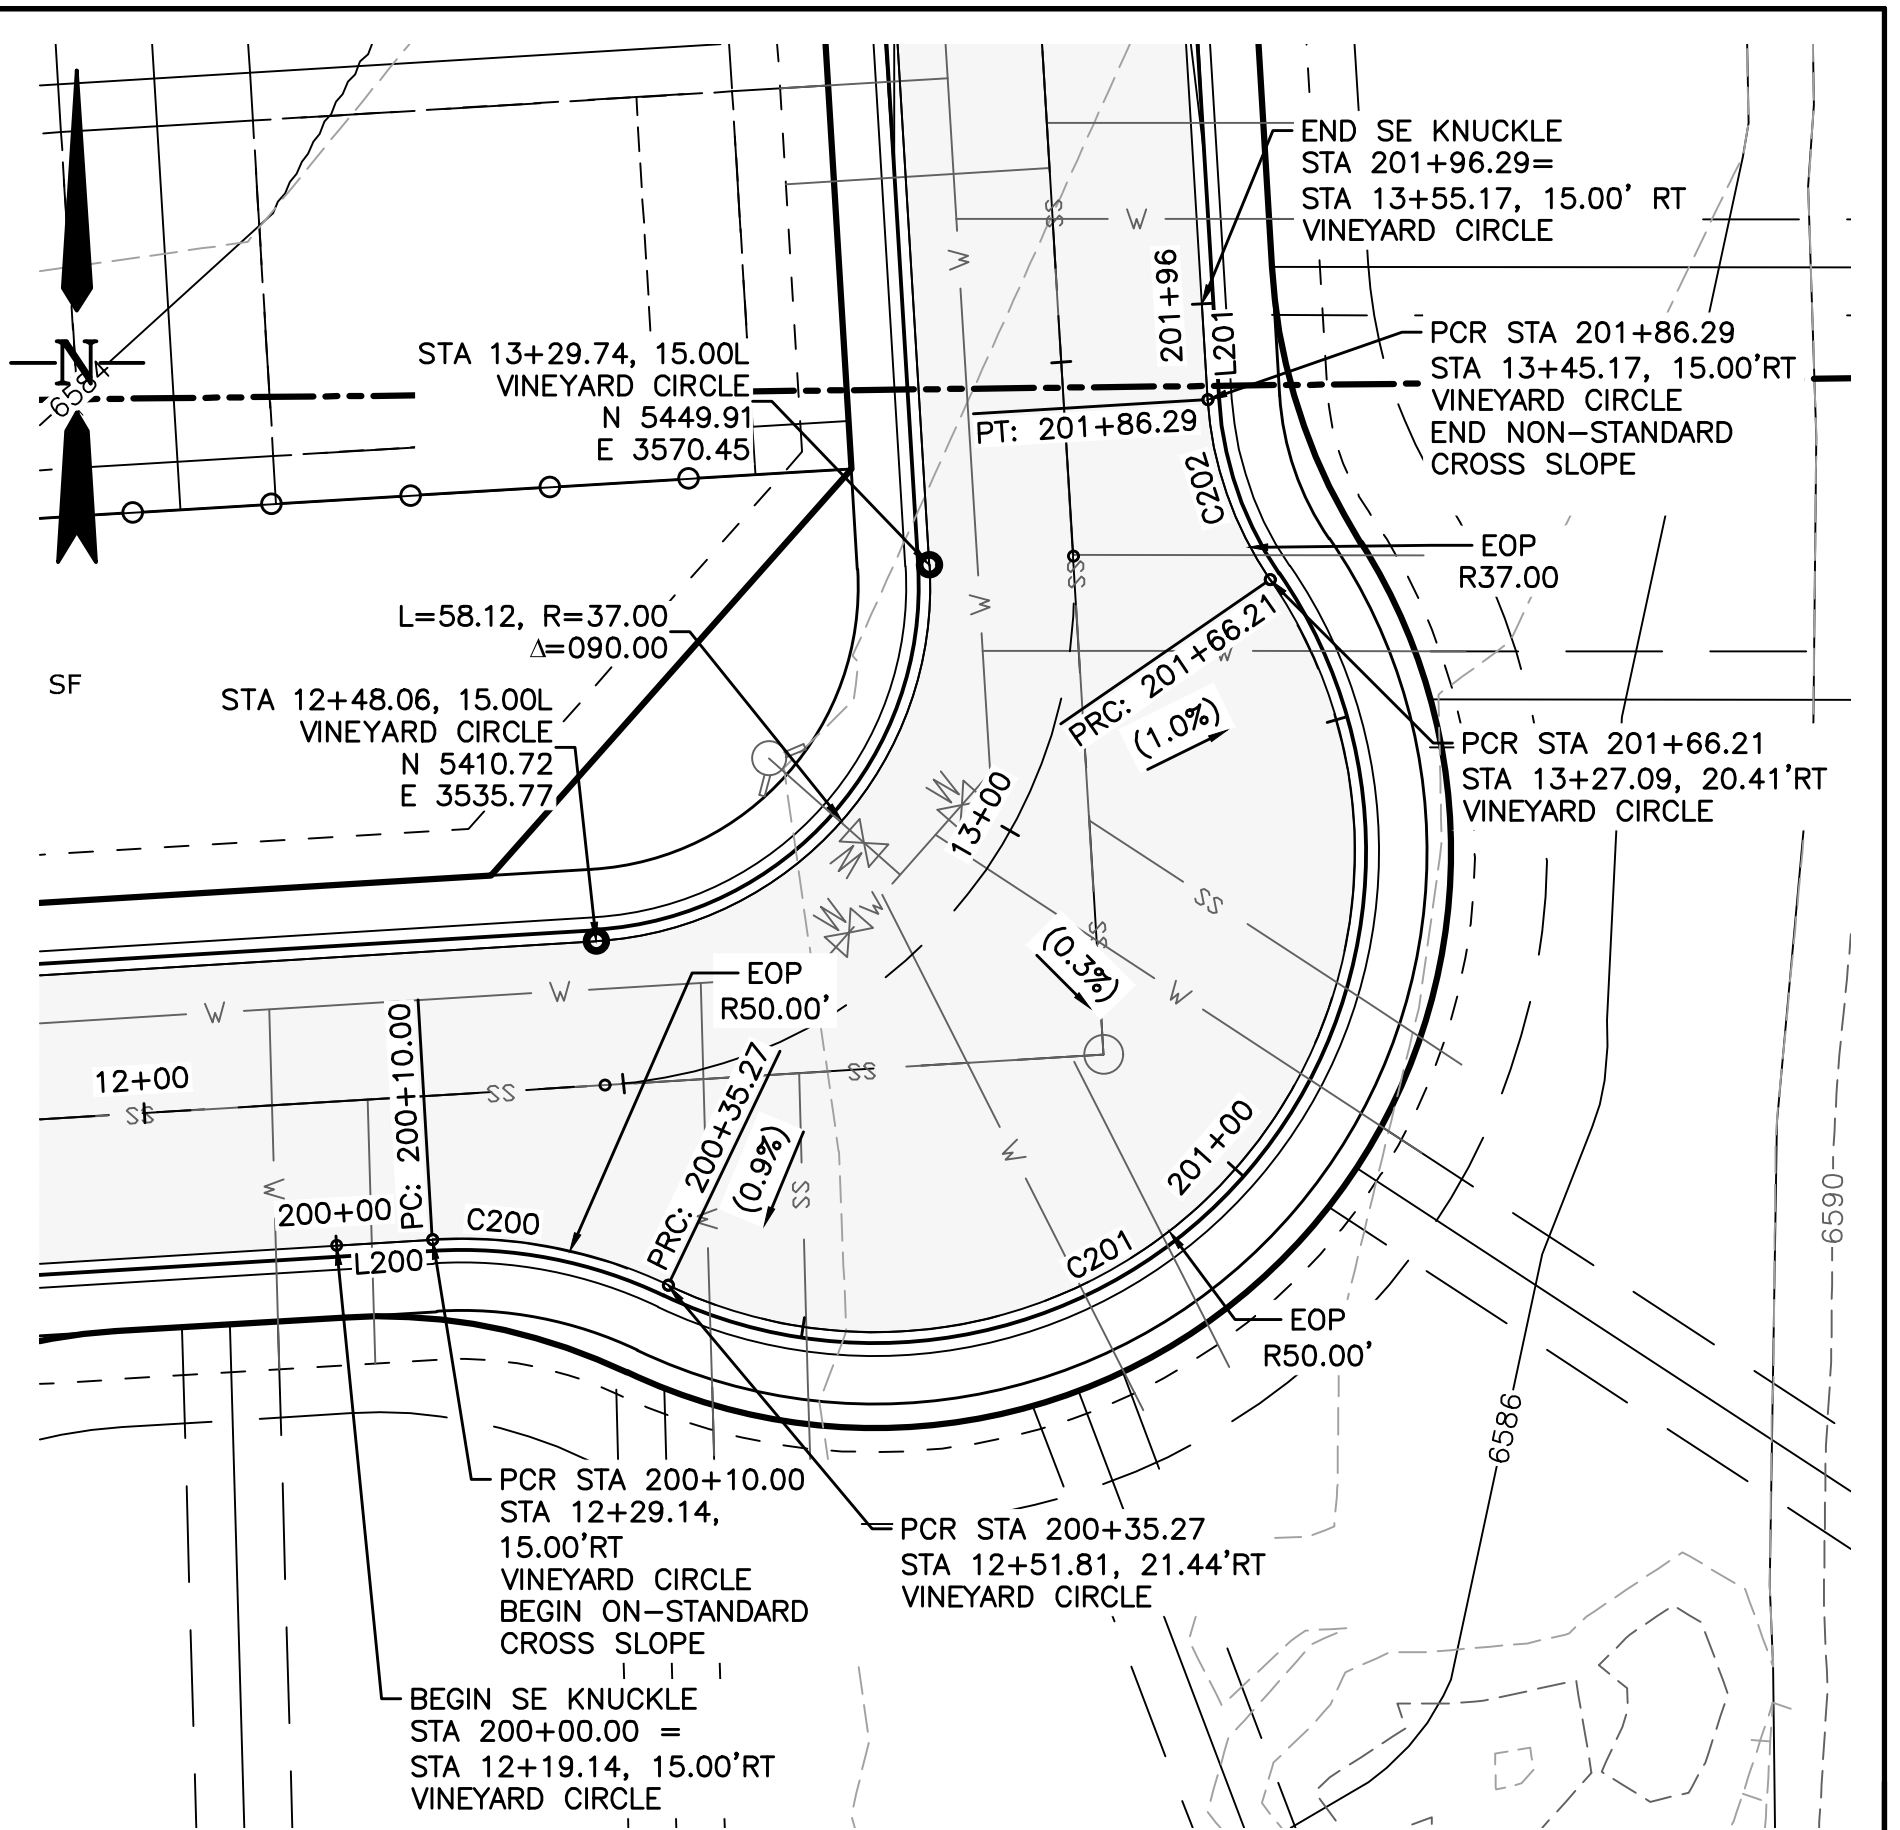 END SE KNUCKLE
STA 201+96.29=
STA 13+55.17, 15.00' RT
VINEYARD CIRCLE
SS
W
W
201+96
L201
PCR STA 201+86.29
STA 13+45.17, 15.00'RT
VINEYARD CIRCLE
END NON-STANDARD
CROSS SLOPE
N
6584
STA 13+29.74, 15.00L
VINEYARD CIRCLE
N 5449.91
E 3570.45
PT: 201+86.29
C202
EOP
R37.00
SS
W
L=58.12, R=37.00
Δ=090.00
PRC: 201+66.21
W
(1.0%)
SF
STA 12+48.06, 15.00L
VINEYARD CIRCLE
N 5410.72
E 3535.77
PCR STA 201+66.21
STA 13+27.09, 20.41'RT
VINEYARD CIRCLE
W
13+00
W
W
W
SS
SS
(0.3%)
W
EOP
R50.00'
W
W
12+00
SS
SS
SS
PC: 200+10.00
PRC: 200+35.27
(0.9%)
SS
W
W
W
201+00
6590
200+00
L200
C200
C201
EOP
R50.00'
6586
PCR STA 200+10.00
STA 12+29.14,
15.00'RT
VINEYARD CIRCLE
BEGIN ON-STANDARD
CROSS SLOPE
PCR STA 200+35.27
STA 12+51.81, 21.44'RT
VINEYARD CIRCLE
BEGIN SE KNUCKLE
STA 200+00.00 =
STA 12+19.14, 15.00'RT
VINEYARD CIRCLE